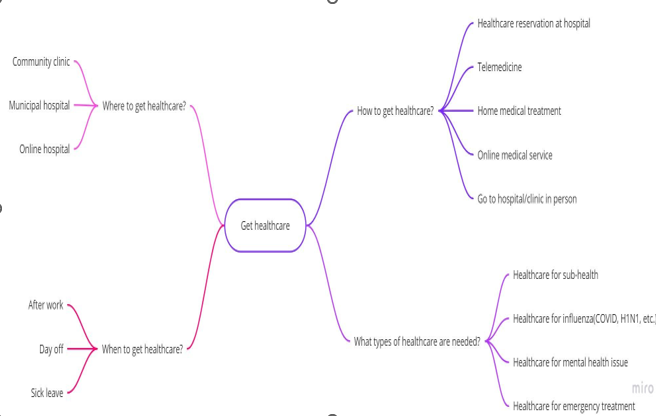 Community clinic
Municipal hospital
Online hospital
Where to get healthcare?
After work
Day off
Sick leave
When to get healthcare?
Get healthcare
How to get healthcare?
Healthcare reservation at hospital
Telemedicine
Home medical treatment
Online medical service
Go to hospital/clinic in person
What types of healthcare are needed?
Healthcare for sub-health
Healthcare for influenza(COVID, H1N1, etc.)
Healthcare for mental health issue
Healthcare for emergency treatment
miro